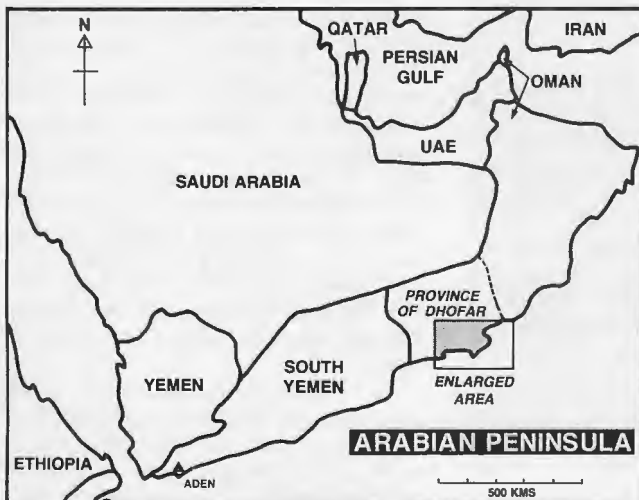 N
QATAR
PERSIAN
GULF
IRAN
OMAN
UAE
SAUDI ARABIA
PROVINCE
OF DHOFAR
SOUTH
YEMEN
YEMEN
ENLARGED
AREA
ARABIAN PENINSULA
ETHIOPIA
ADEN
500 KMS